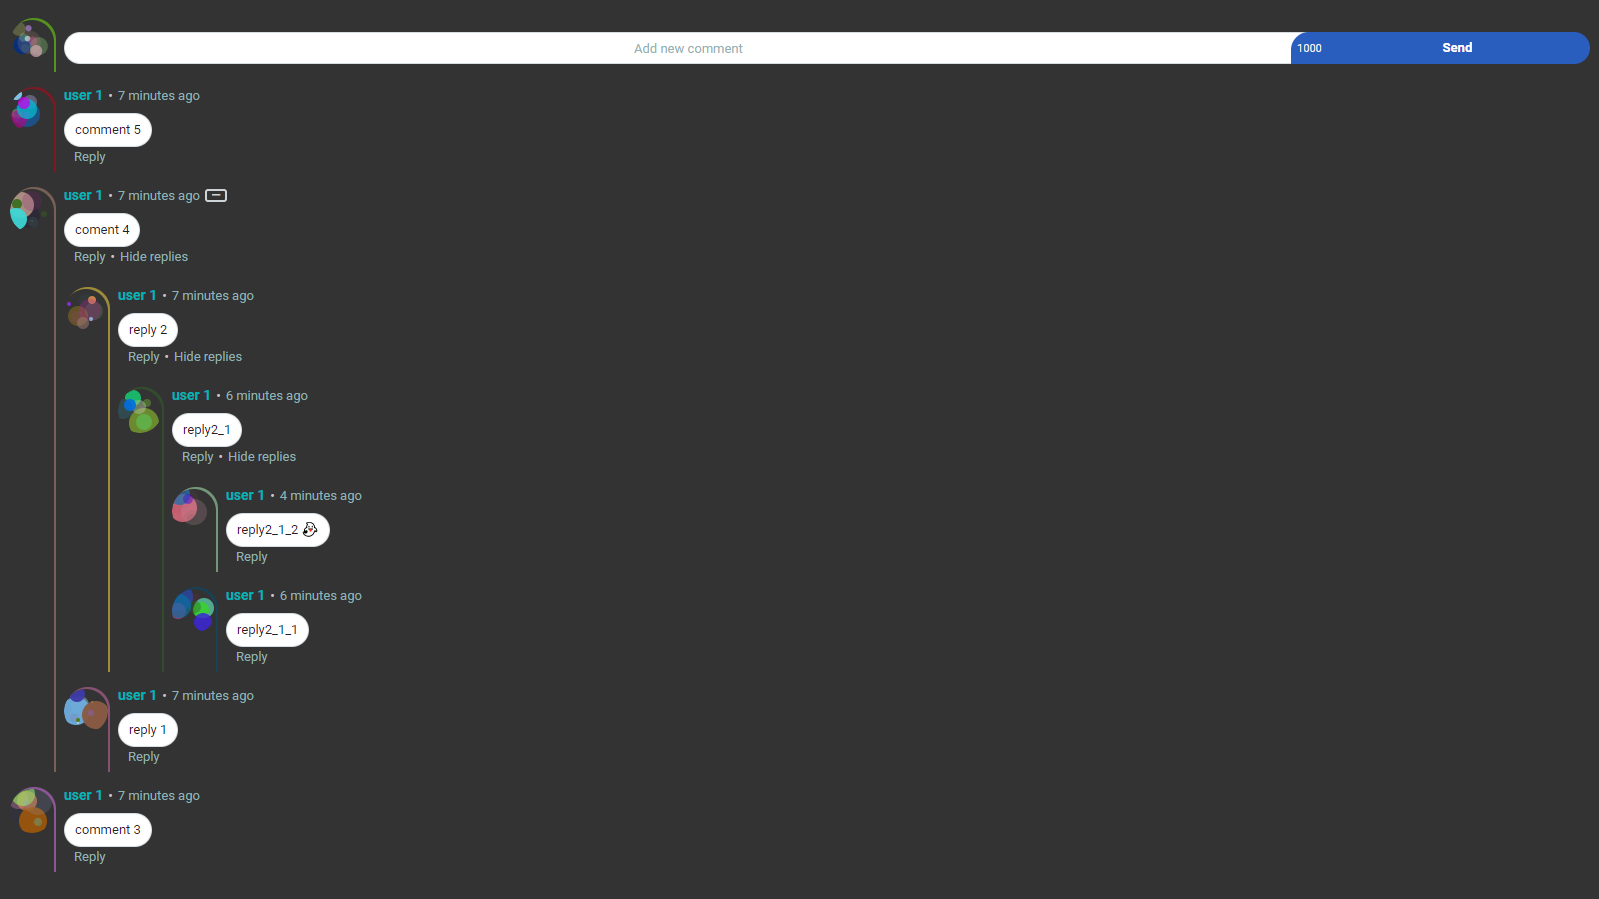 Add new comment 1000 Send
user 1 • 7 minutes ago
comment 5
Reply
user 1 • 7 minutes ago
coment 4
Reply • Hide replies
user 1 • 7 minutes ago
reply 2
Reply • Hide replies
user 1 • 6 minutes ago
reply2_1
Reply • Hide replies
user 1 • 4 minutes ago
reply2_1_2
Reply
user 1 • 6 minutes ago
reply2_1_1
Reply
user 1 • 7 minutes ago
reply 1
Reply
user 1 • 7 minutes ago
comment 3
Reply